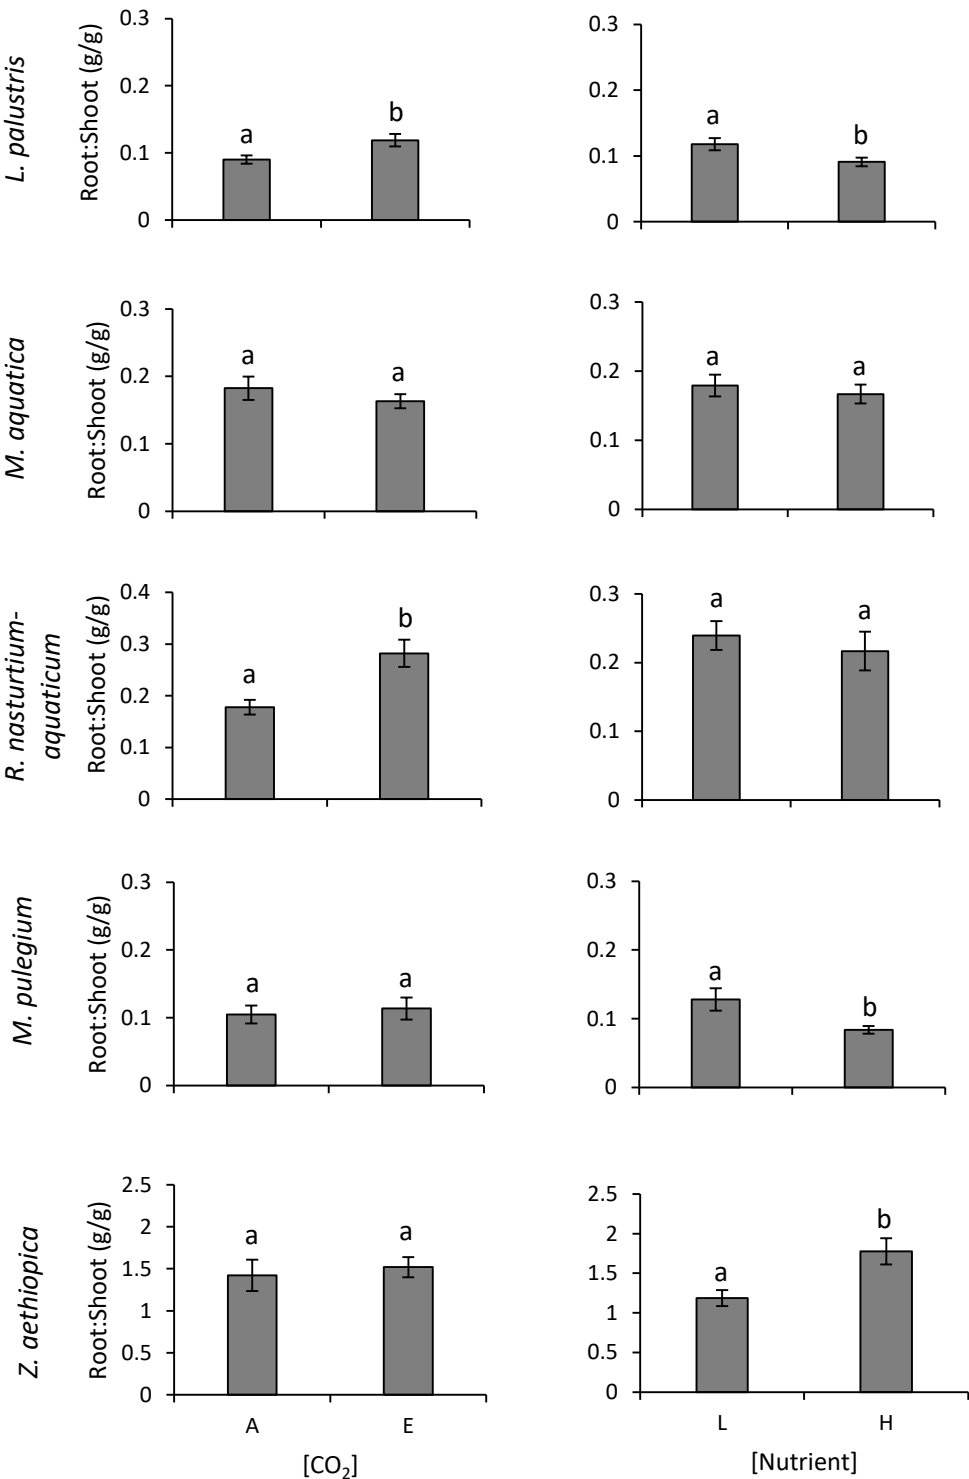 L. palustris
Root:Shoot (g/g)
0.3
0.2
0.1
0
a
b
0.3
0.2
0.1
0
a
b
M. aquatica
Root:Shoot (g/g)
0.3
0.2
0.1
0
a
a
0.3
0.2
0.1
0
a
a
R. nasturtium-
aquaticum
Root:Shoot (g/g)
0.4
0.3
0.2
0.1
0
a
b
0.3
0.2
0.1
0
a
a
M. pulegium
Root:Shoot (g/g)
0.3
0.2
0.1
0
a
a
0.3
0.2
0.1
0
a
b
Z. aethiopica
Root:Shoot (g/g)
2.5
2
1.5
1
0.5
0
a
a
A E
[CO₂]
2.5
2
1.5
1
0.5
0
a
b
L H
[Nutrient]